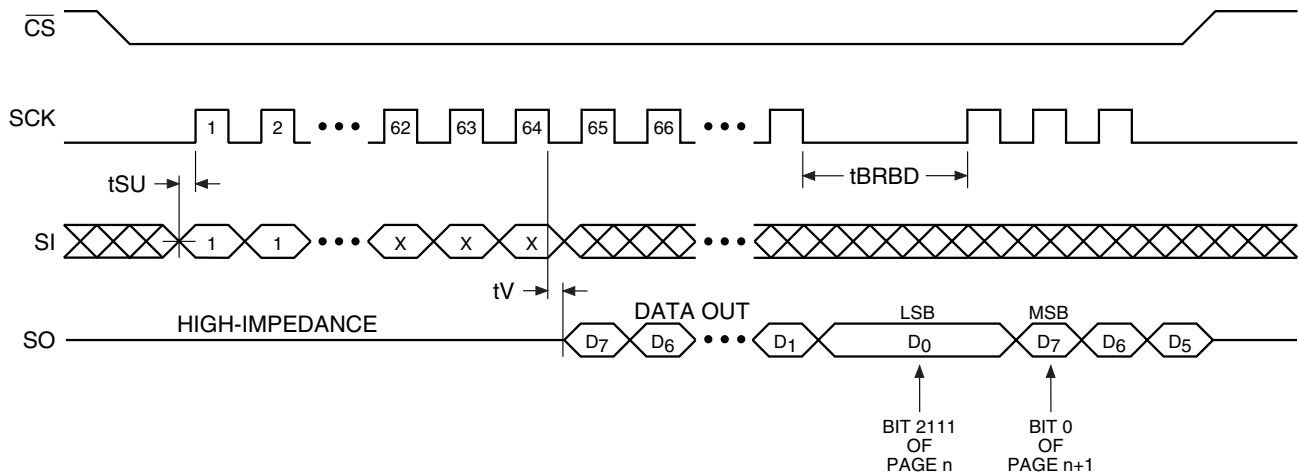 CS
SCK
1 2 ••• 62 63 64 65 66 •••
tSU
tBRBD
SI
1 1 ••• X X X •••
tV
HIGH-IMPEDANCE
DATA OUT
LSB
MSB
SO
D7 D6 ••• D1 D0 D7 D6 D5
BIT 2111
OF
PAGE n
BIT 0
OF
PAGE n+1